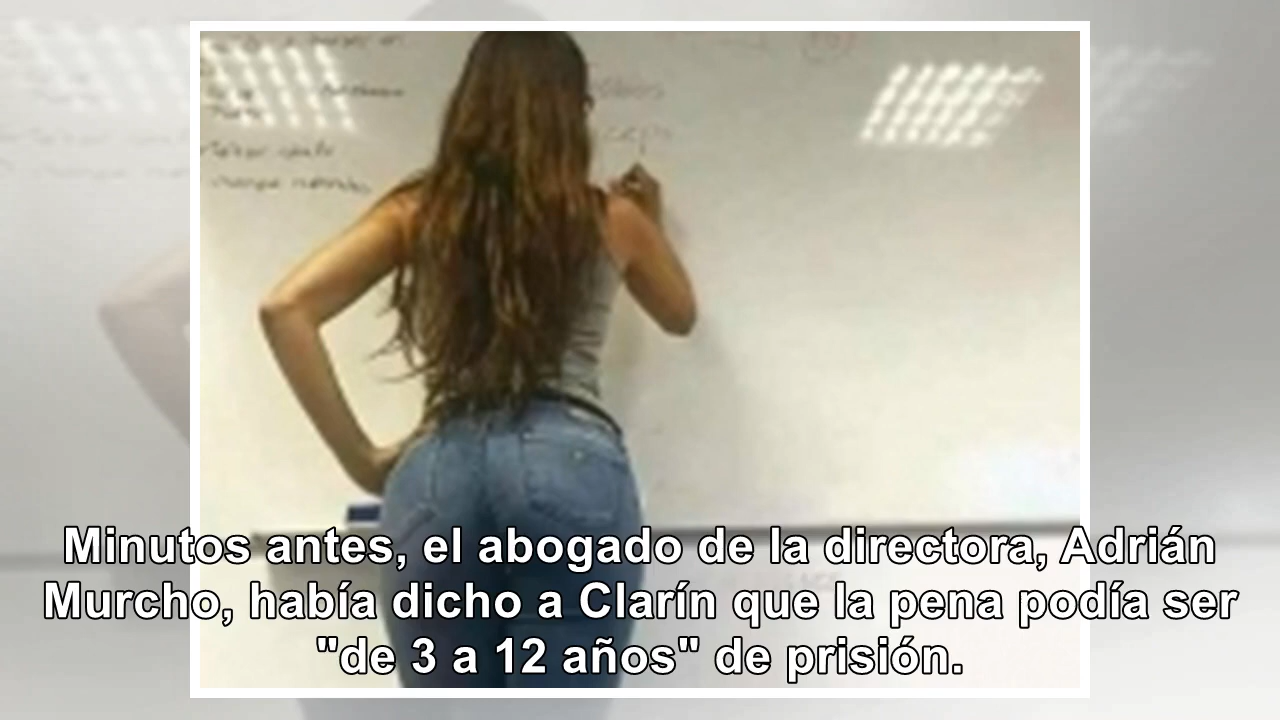 Minutos antes, el abogado de la directora, Adrián
Murcho, había dicho a Clarín que la pena podía ser
"de 3 a 12 años" de prisión.